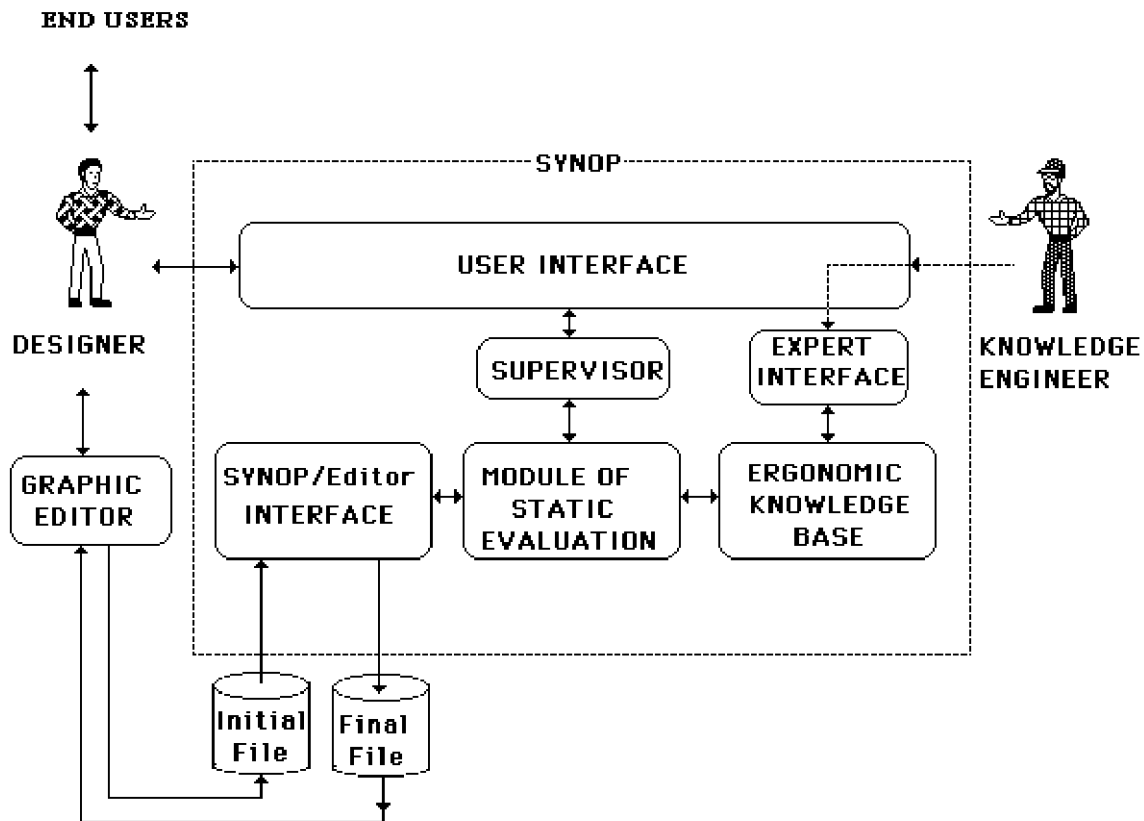 END USERS
SYNOP
USER INTERFACE
DESIGNER
SUPERVISOR
EXPERT
INTERFACE
KNOWLEDGE
ENGINEER
GRAPHIC
EDITOR
SYNOP/Editor
INTERFACE
MODULE OF
STATIC
EVALUATION
ERGONOMIC
KNOWLEDGE
BASE
Initial
File
Final
File